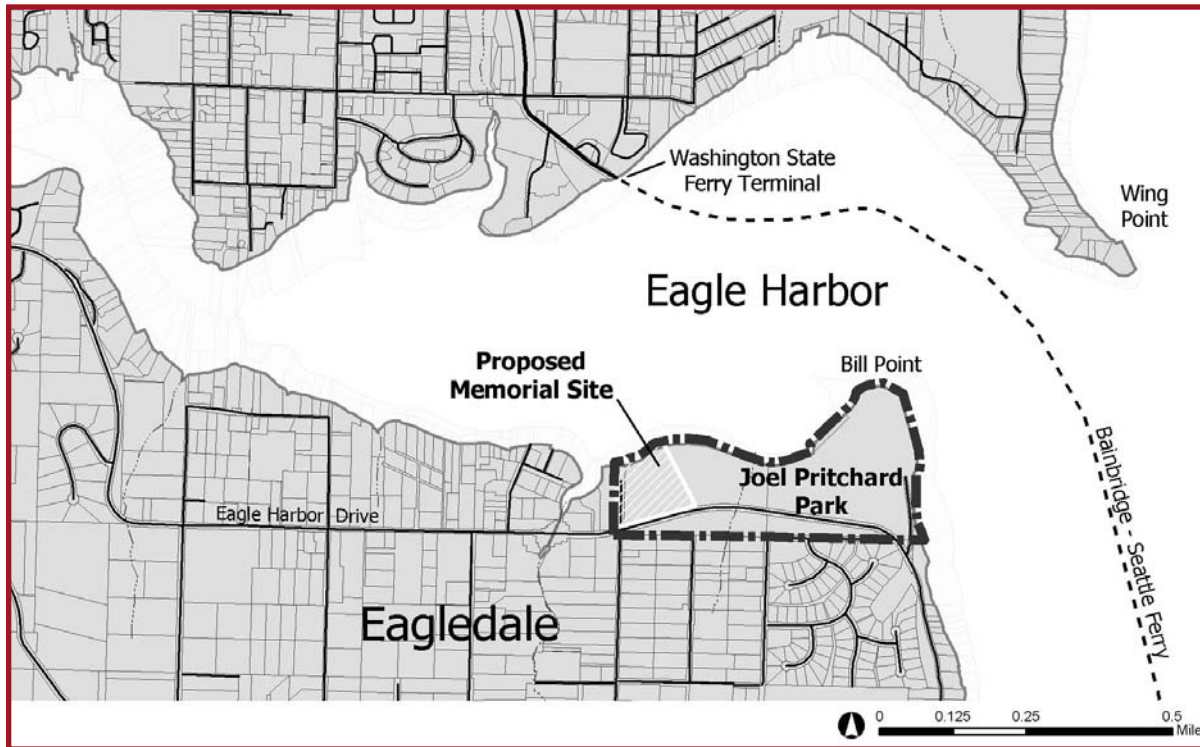 Washington State
Ferry Terminal
Wing
Point
Eagle Harbor
Proposed
Memorial Site
Bill Point
Joel Pritchard
Park
Eagle Harbor Drive
Bainbridge - Seattle Ferry
Eagledale
0 0.125 0.25 0.5
Mile